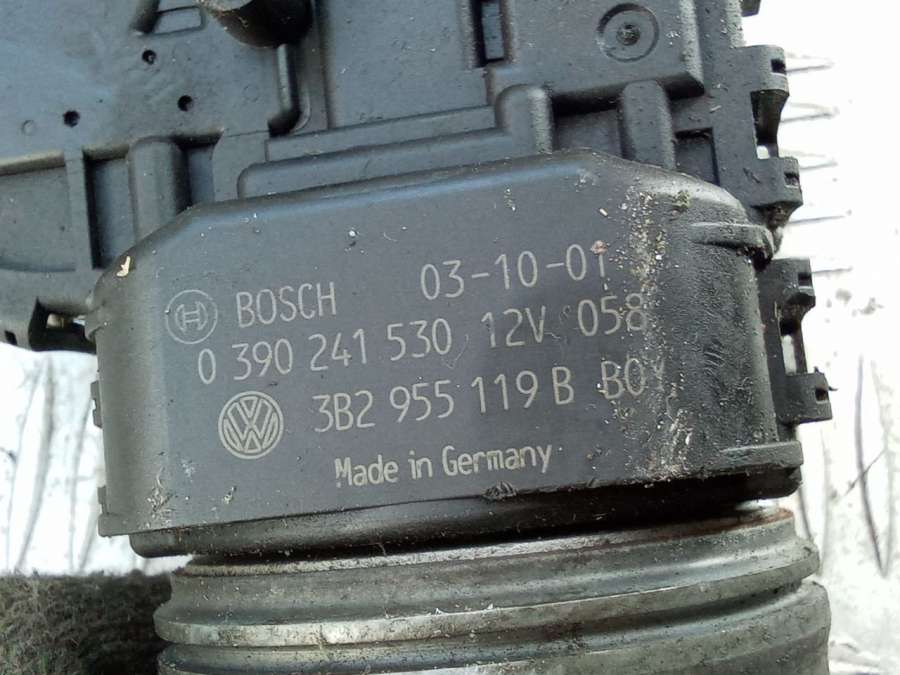 BOSCH 03-10-01
0 390 241 530 12V 058
3B2 955 119 B BO
Made in Germany